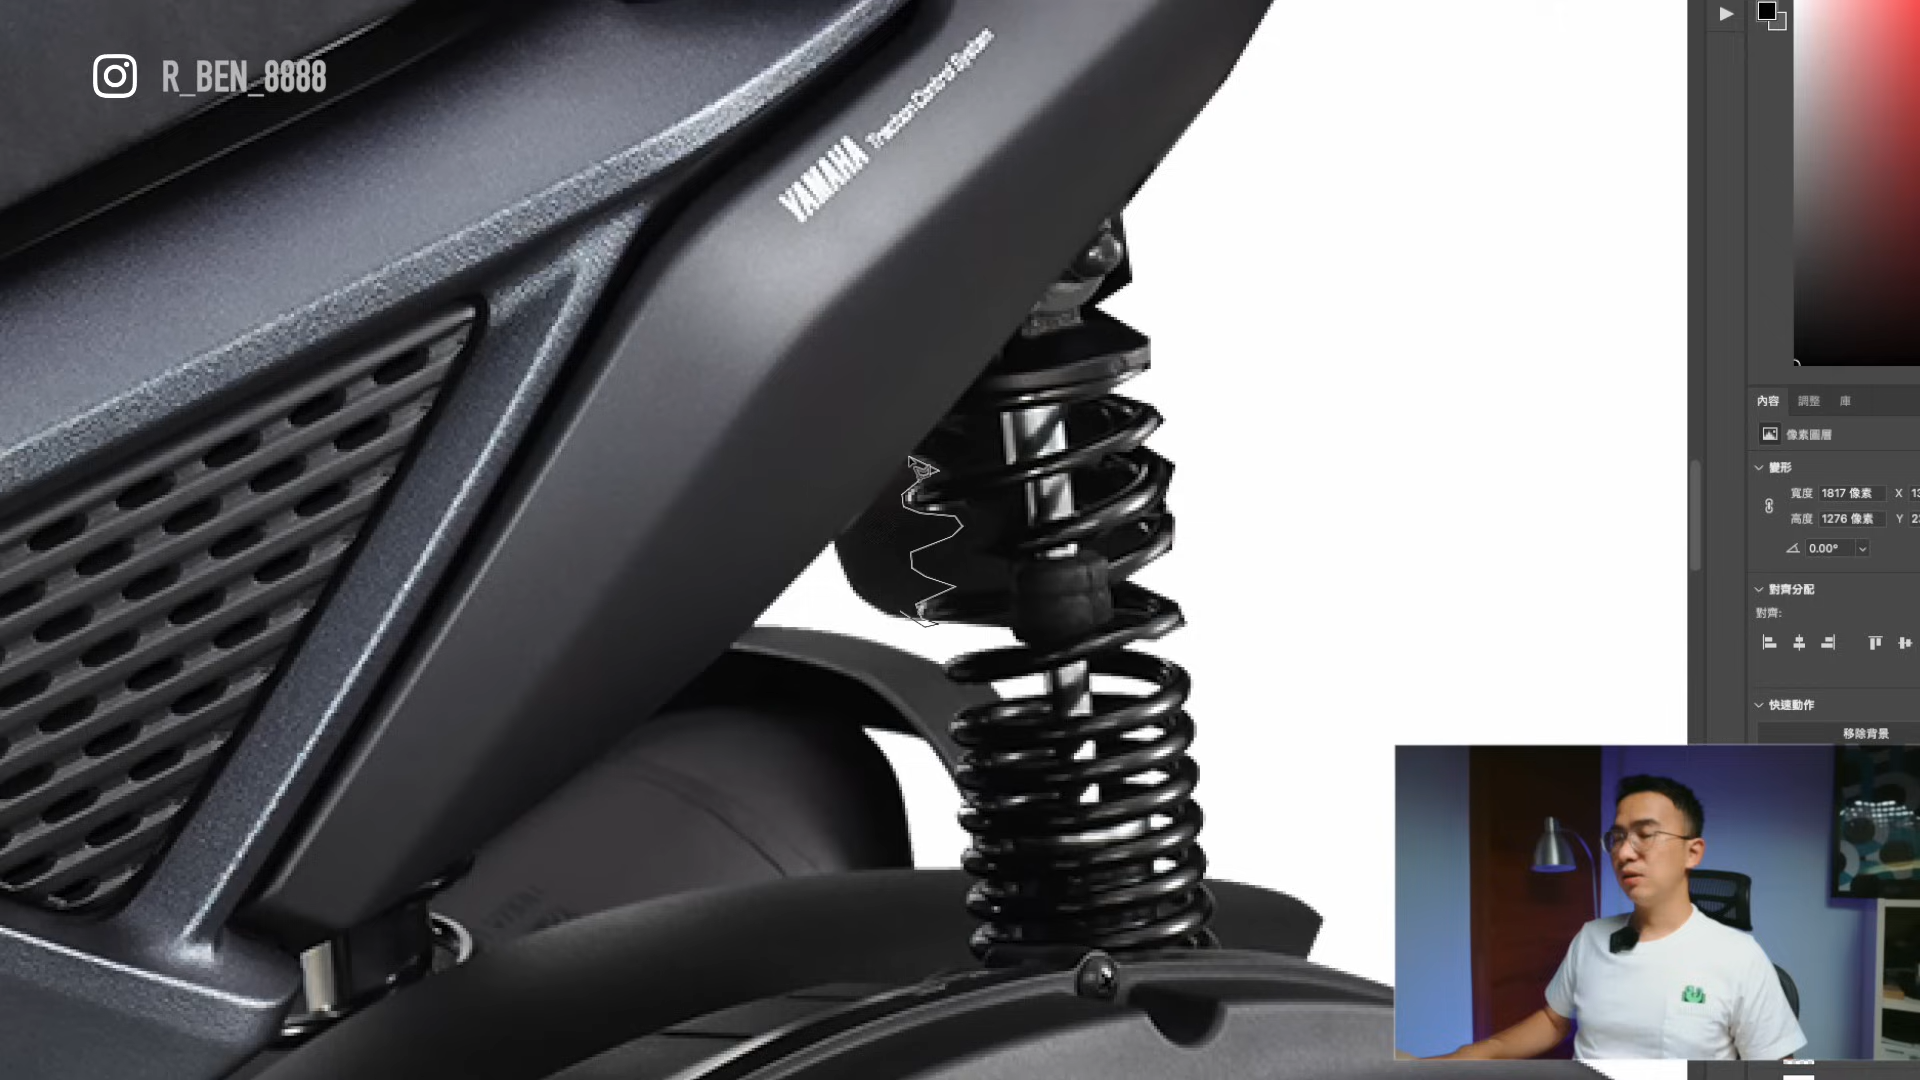 R_BEN_8888
YAMAHA Traction Control System
內容 調整 庫
像素圖層
變形
寬度 1817 像素 X
高度 1276 像素 Y
0.00°
對齊分配
對齊:
快速動作
移除背景